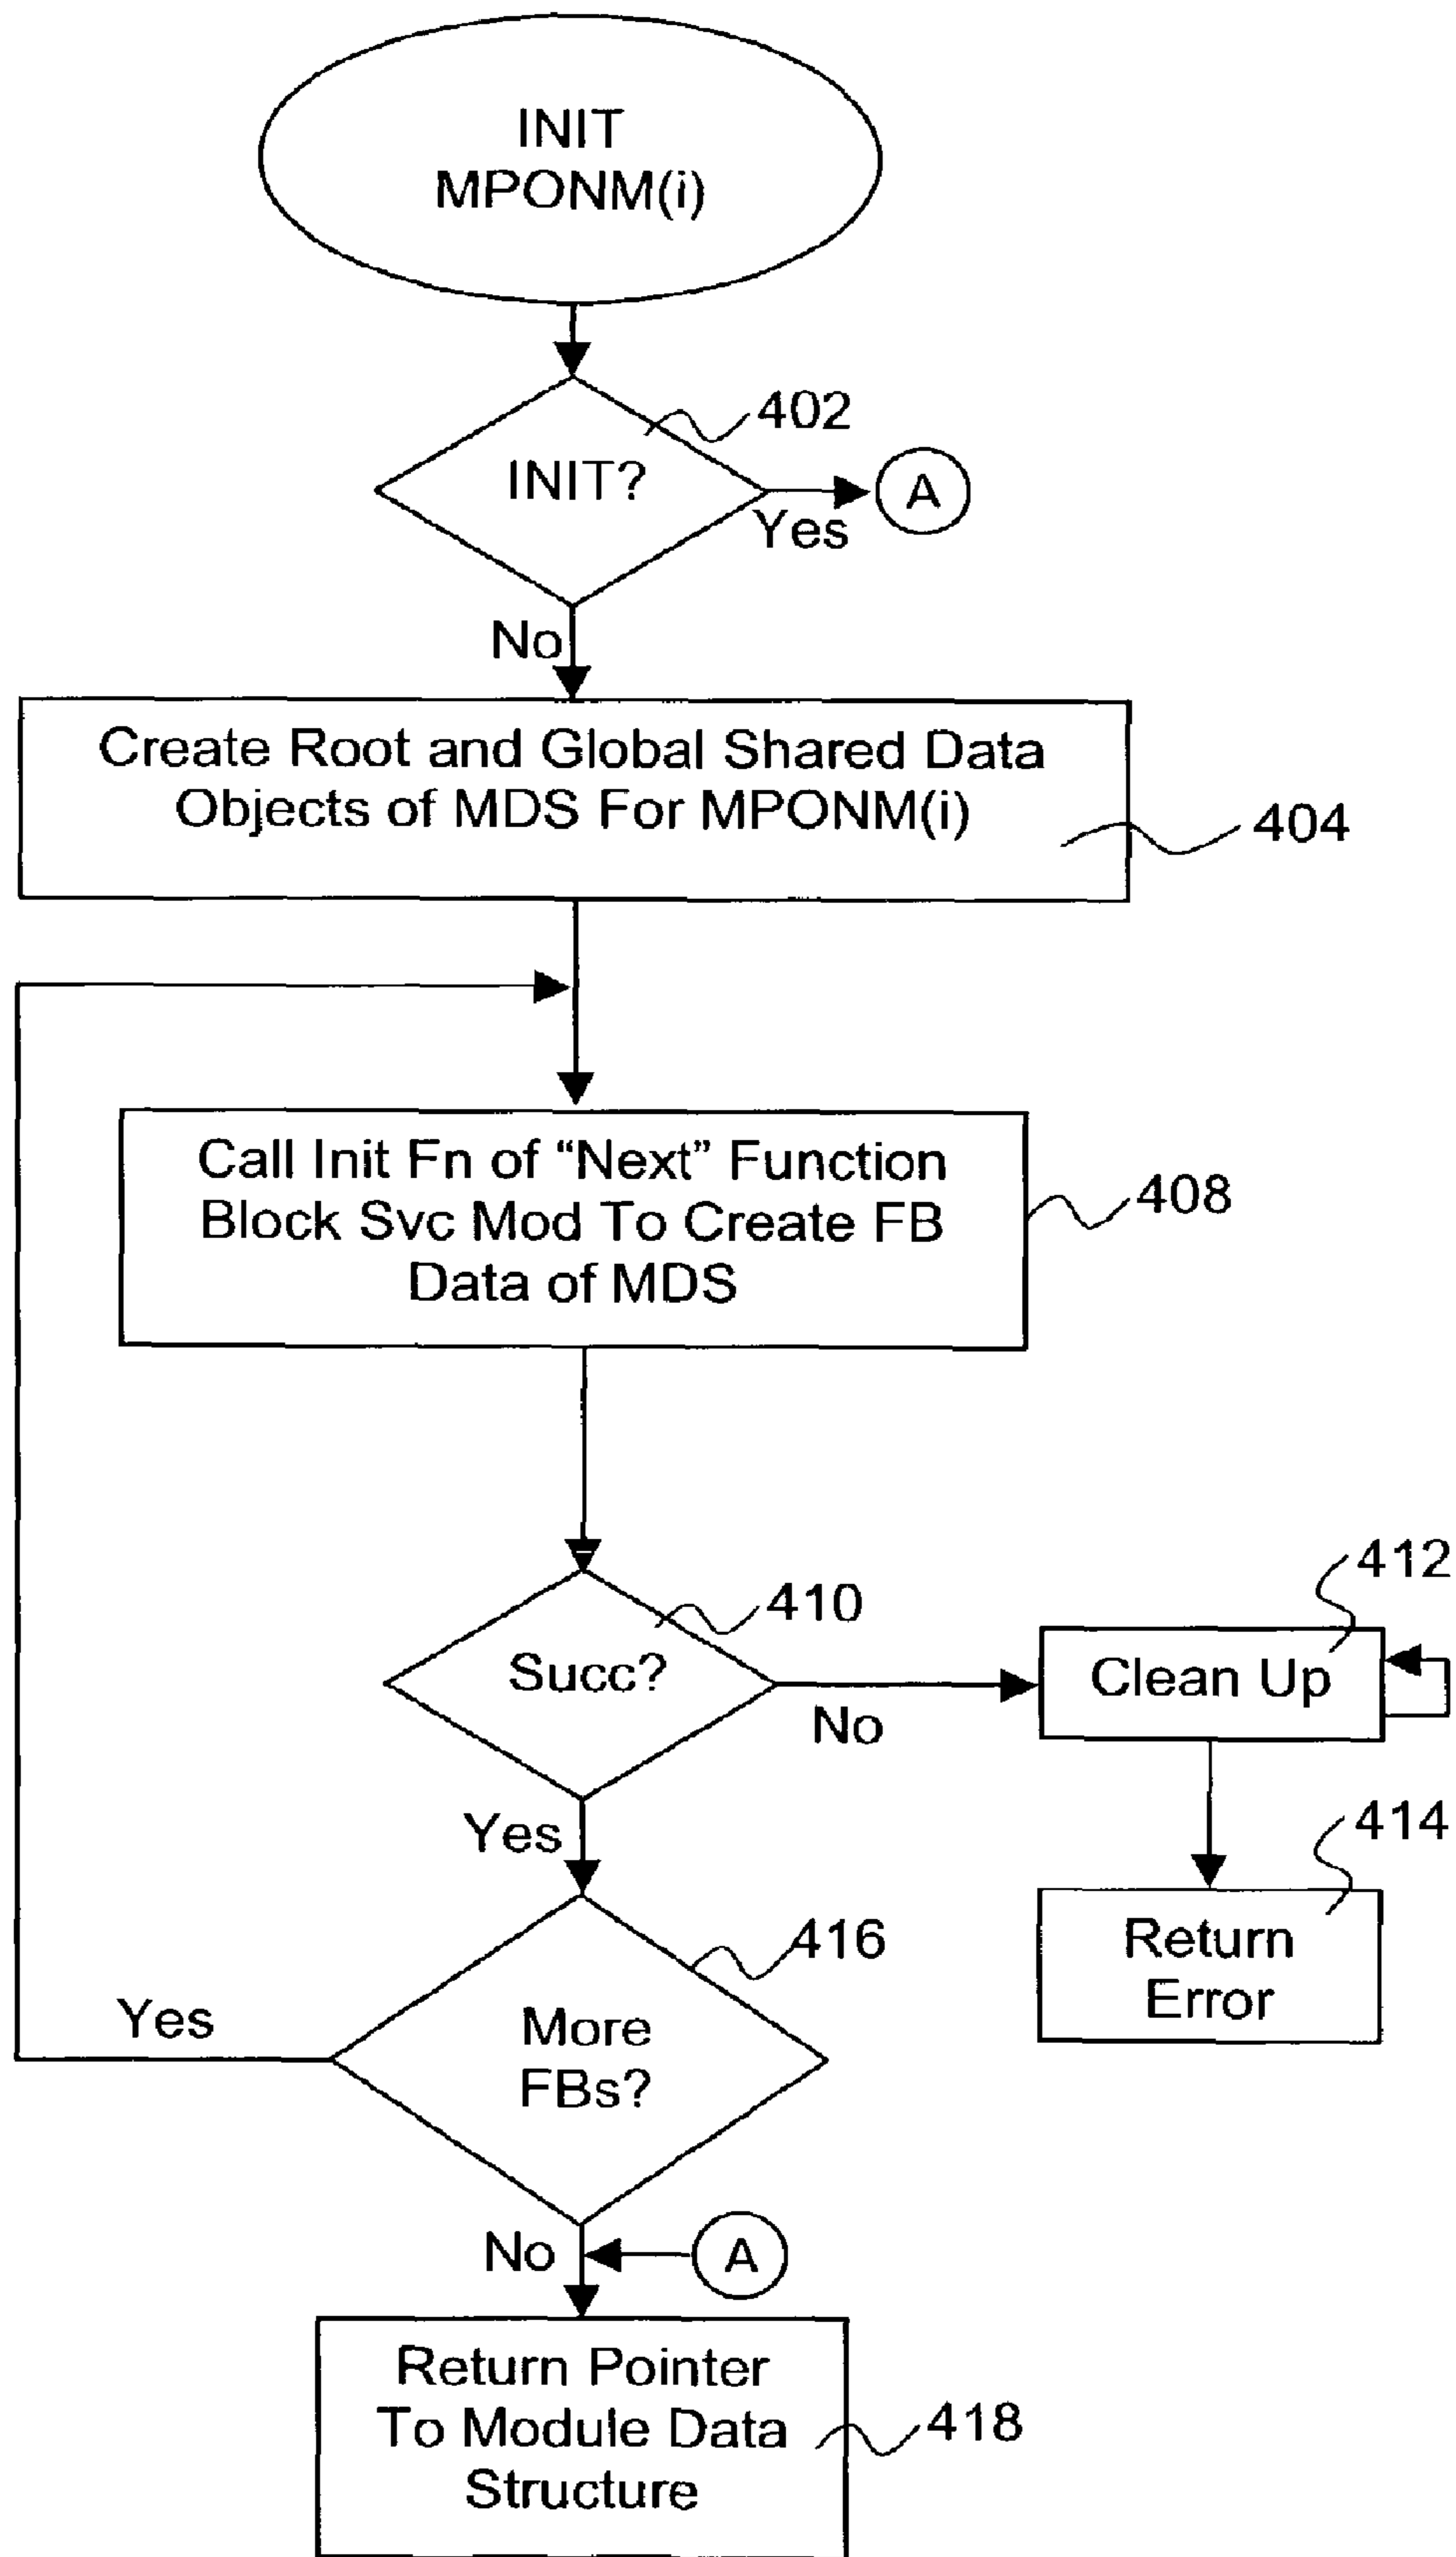 INIT
MPONM(i)
402
INIT?
A
Yes
No
Create Root and Global Shared Data
Objects of MDS For MPONM(i)
404
Call Init Fn of “Next” Function
Block Svc Mod To Create FB
Data of MDS
408
410
Succ?
No
412
Clean Up
Yes
414
Return
Error
416
More
FBs?
Yes
No
A
Return Pointer
To Module Data
Structure
418